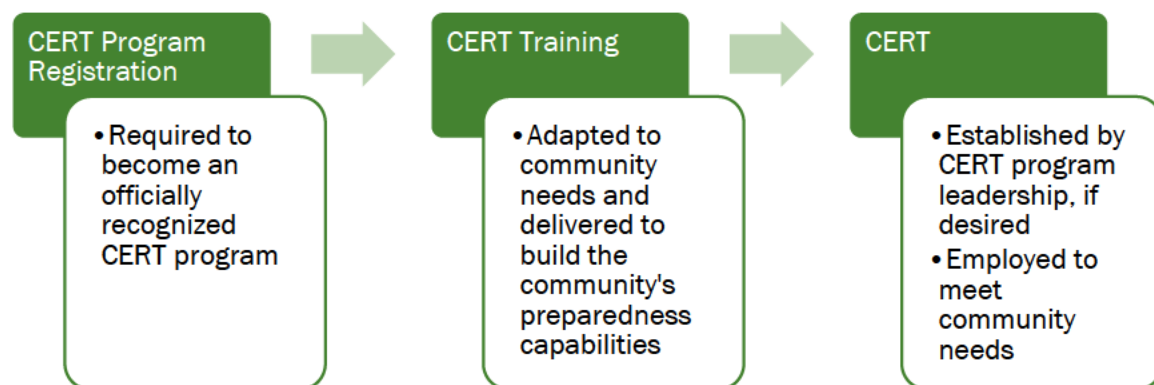 CERT Program
Registration
• Required to
become an
officially
recognized
CERT program
CERT Training
• Adapted to
community
needs and
delivered to
build the
community's
preparedness
capabilities
CERT
• Established by
CERT program
leadership, if
desired
• Employed to
meet
community
needs